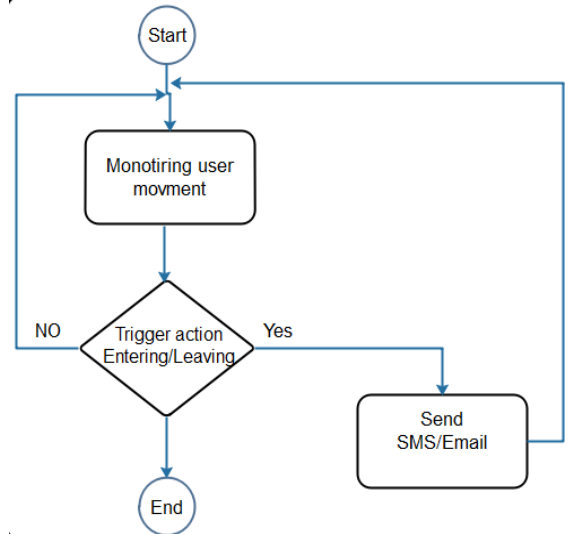 Start
Monotiring user
movment
Trigger action
Entering/Leaving
NO
Yes
Send
SMS/Email
End